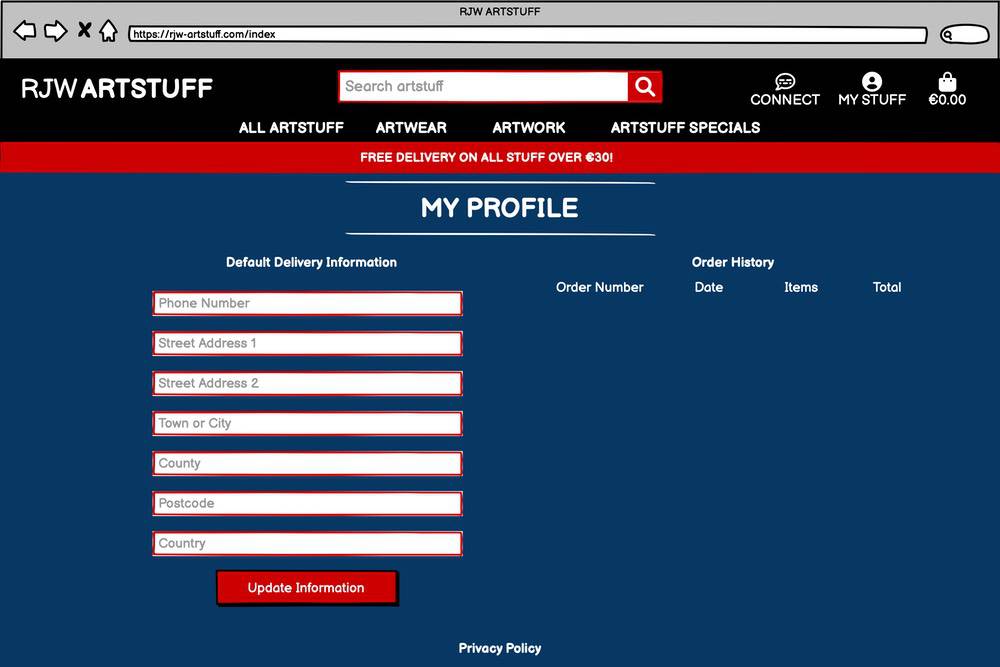 RJW ARTSTUFF
https://rjw-artstuff.com/index
RJW ARTSTUFF
Search artstuff
CONNECT
MY STUFF
€0.00
ALL ARTSTUFF
ARTWEAR
ARTWORK
ARTSTUFF SPECIALS
FREE DELIVERY ON ALL STUFF OVER €30!
MY PROFILE
Default Delivery Information
Phone Number
Street Address 1
Street Address 2
Town or City
County
Postcode
Country
Update Information
Order History
Order Number
Date
Items
Total
Privacy Policy